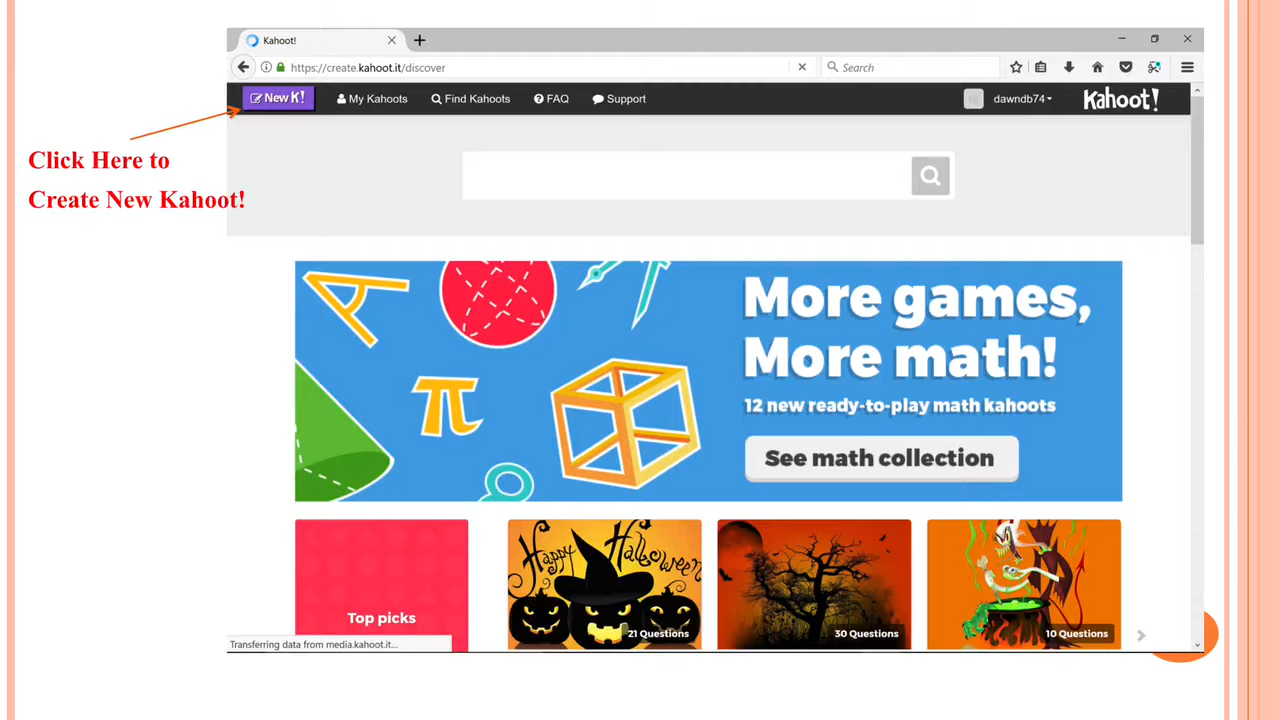 Kahoot!
https://create.kahoot.it/discover
Search
New K!
My Kahoots
Find Kahoots
FAQ
Support
dawndb74
Kahoot!
Click Here to
Create New Kahoot!
A
More games,
More math!
π
12 new ready-to-play math kahoots
See math collection
8
Top picks
Happy Halloween
21 Questions
30 Questions
10 Questions
Transferring data from media.kahoot.it...